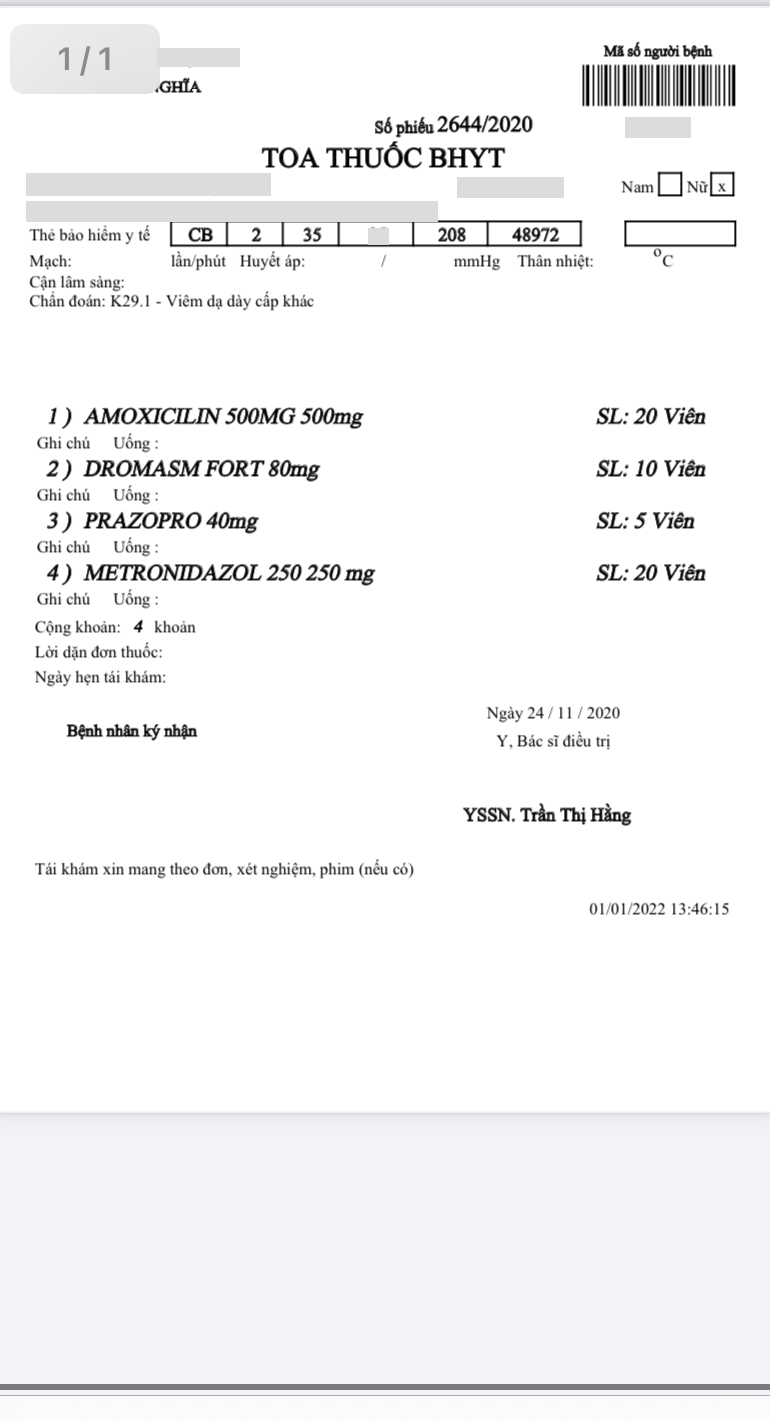 1/1
Mã số người bệnh
GHĨA
Số phiếu 2644/2020
TOA THUỐC BHYT
Nam Nữ x
Thẻ bảo hiểm y tế CB 2 35 208 48972
Mạch: lần/phút Huyết áp: / mmHg Thân nhiệt: °C
Cận lâm sàng:
Chẩn đoán: K29.1 - Viêm dạ dày cấp khác
1 ) AMOXICILIN 500MG 500mg SL: 20 Viên
Ghi chú Uống :
2 ) DROMASM FORT 80mg SL: 10 Viên
Ghi chú Uống :
3 ) PRAZOPRO 40mg SL: 5 Viên
Ghi chú Uống :
4 ) METRONIDAZOL 250 250 mg SL: 20 Viên
Ghi chú Uống :
Cộng khoản: 4 khoản
Lời dặn đơn thuốc:
Ngày hẹn tái khám:
Ngày 24 / 11 / 2020
Bệnh nhân ký nhận
Y, Bác sĩ điều trị
YSSN. Trần Thị Hằng
Tái khám xin mang theo đơn, xét nghiệm, phim (nếu có)
01/01/2022 13:46:15